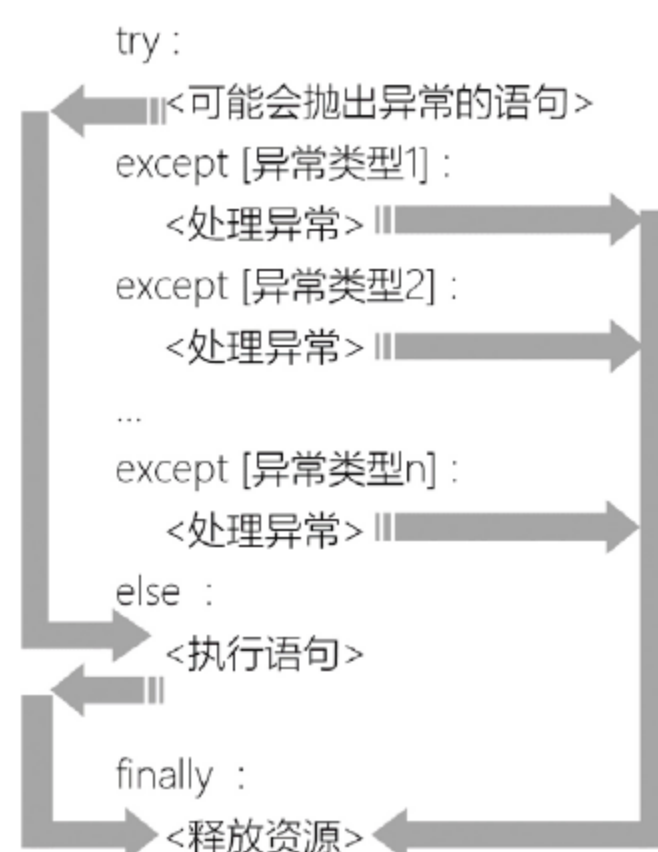 try :
<可能会抛出异常的语句>
except [异常类型1] :
<处理异常>
except [异常类型2] :
<处理异常>
...
except [异常类型n] :
<处理异常>
else :
<执行语句>
finally :
<释放资源>